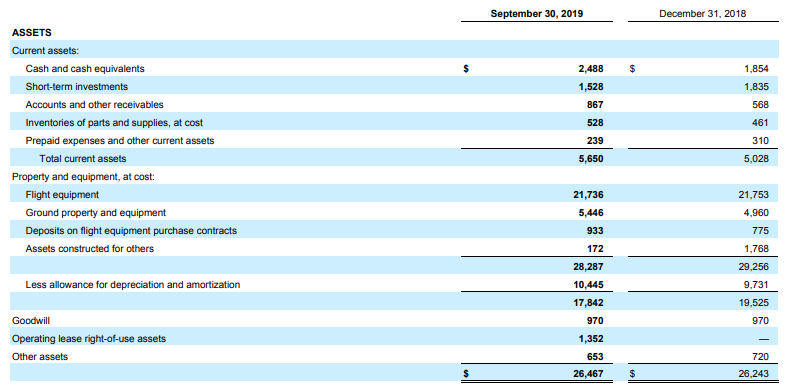 September 30, 2019 December 31, 2018
ASSETS
Current assets:
Cash and cash equivalents $ 2,488 $ 1,854
Short-term investments 1,528 1,835
Accounts and other receivables 867 568
Inventories of parts and supplies, at cost 528 461
Prepaid expenses and other current assets 239 310
Total current assets 5,650 5,028
Property and equipment, at cost:
Flight equipment 21,736 21,753
Ground property and equipment 5,446 4,960
Deposits on flight equipment purchase contracts 933 775
Assets constructed for others 172 1,768
28,287 29,256
Less allowance for depreciation and amortization 10,445 9,731
17,842 19,525
Goodwill 970 970
Operating lease right-of-use assets 1,352 —
Other assets 653 720
$ 26,467 $ 26,243